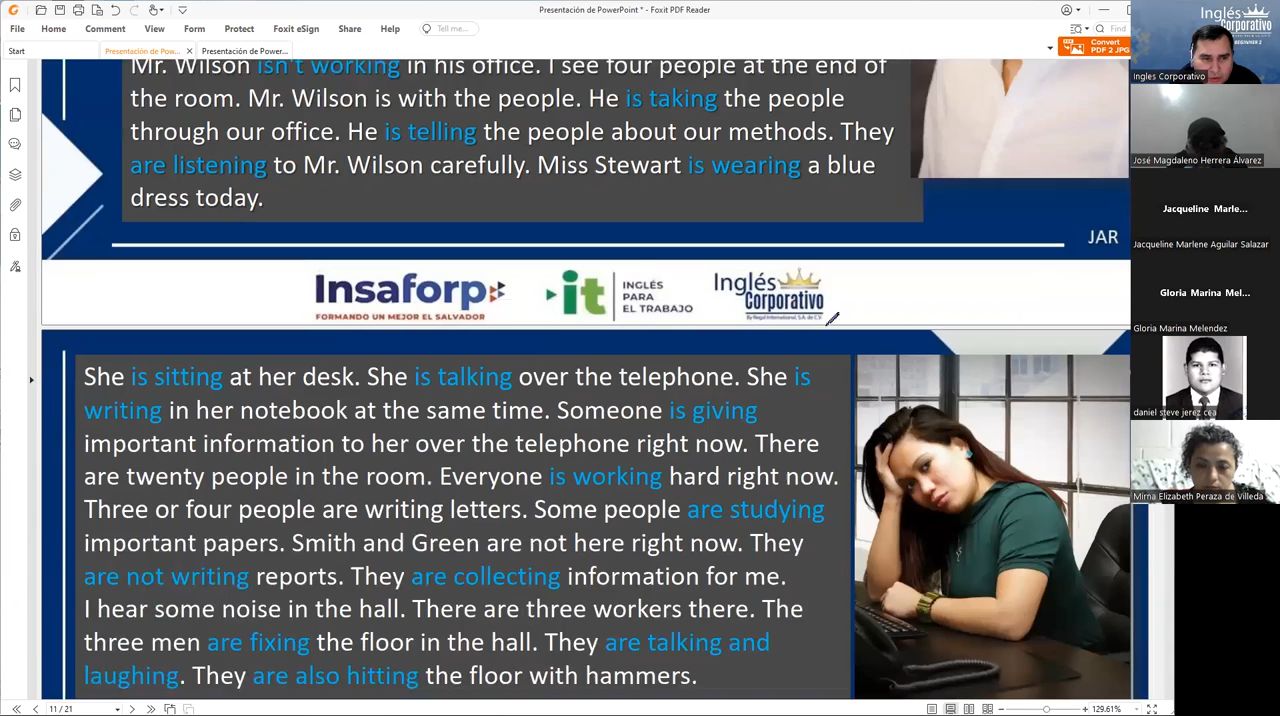 Presentación de PowerPoint * - Foxit PDF Reader
File Home Comment View Form Protect Foxit eSign Share Help Tell me... Find
Start Presentación de Pow... Presentación de Power...
Convert
PDF 2 JPG
Mr. Wilson isn't working in his office. I see four people at the end of
the room. Mr. Wilson is with the people. He is taking the people
through our office. He is telling the people about our methods. They
are listening to Mr. Wilson carefully. Miss Stewart is wearing a blue
dress today.
JAR
Insaforp
FORMANDO UN MEJOR EL SALVADOR
it
INGLÉS
PARA
EL TRABAJO
Inglés
Corporativo
By Regal International, S.A. de C.V.
She is sitting at her desk. She is talking over the telephone. She is
writing in her notebook at the same time. Someone is giving
important information to her over the telephone right now. There
are twenty people in the room. Everyone is working hard right now.
Three or four people are writing letters. Some people are studying
important papers. Smith and Green are not here right now. They
are not writing reports. They are collecting information for me.
I hear some noise in the hall. There are three workers there. The
three men are fixing the floor in the hall. They are talking and
laughing. They are also hitting the floor with hammers.
11 / 21
129.61%
Inglés
Corporativo
BEGINNER 2
Ingles Corporativo
José Magdaleno Herrera Álvarez
Jacqueline Marle...
Jacqueline Marlene Aguilar Salazar
Gloria Marina Mel...
Gloria Marina Melendez
daniel steve jerez cea
Mirna Elizabeth Peraza de Villeda